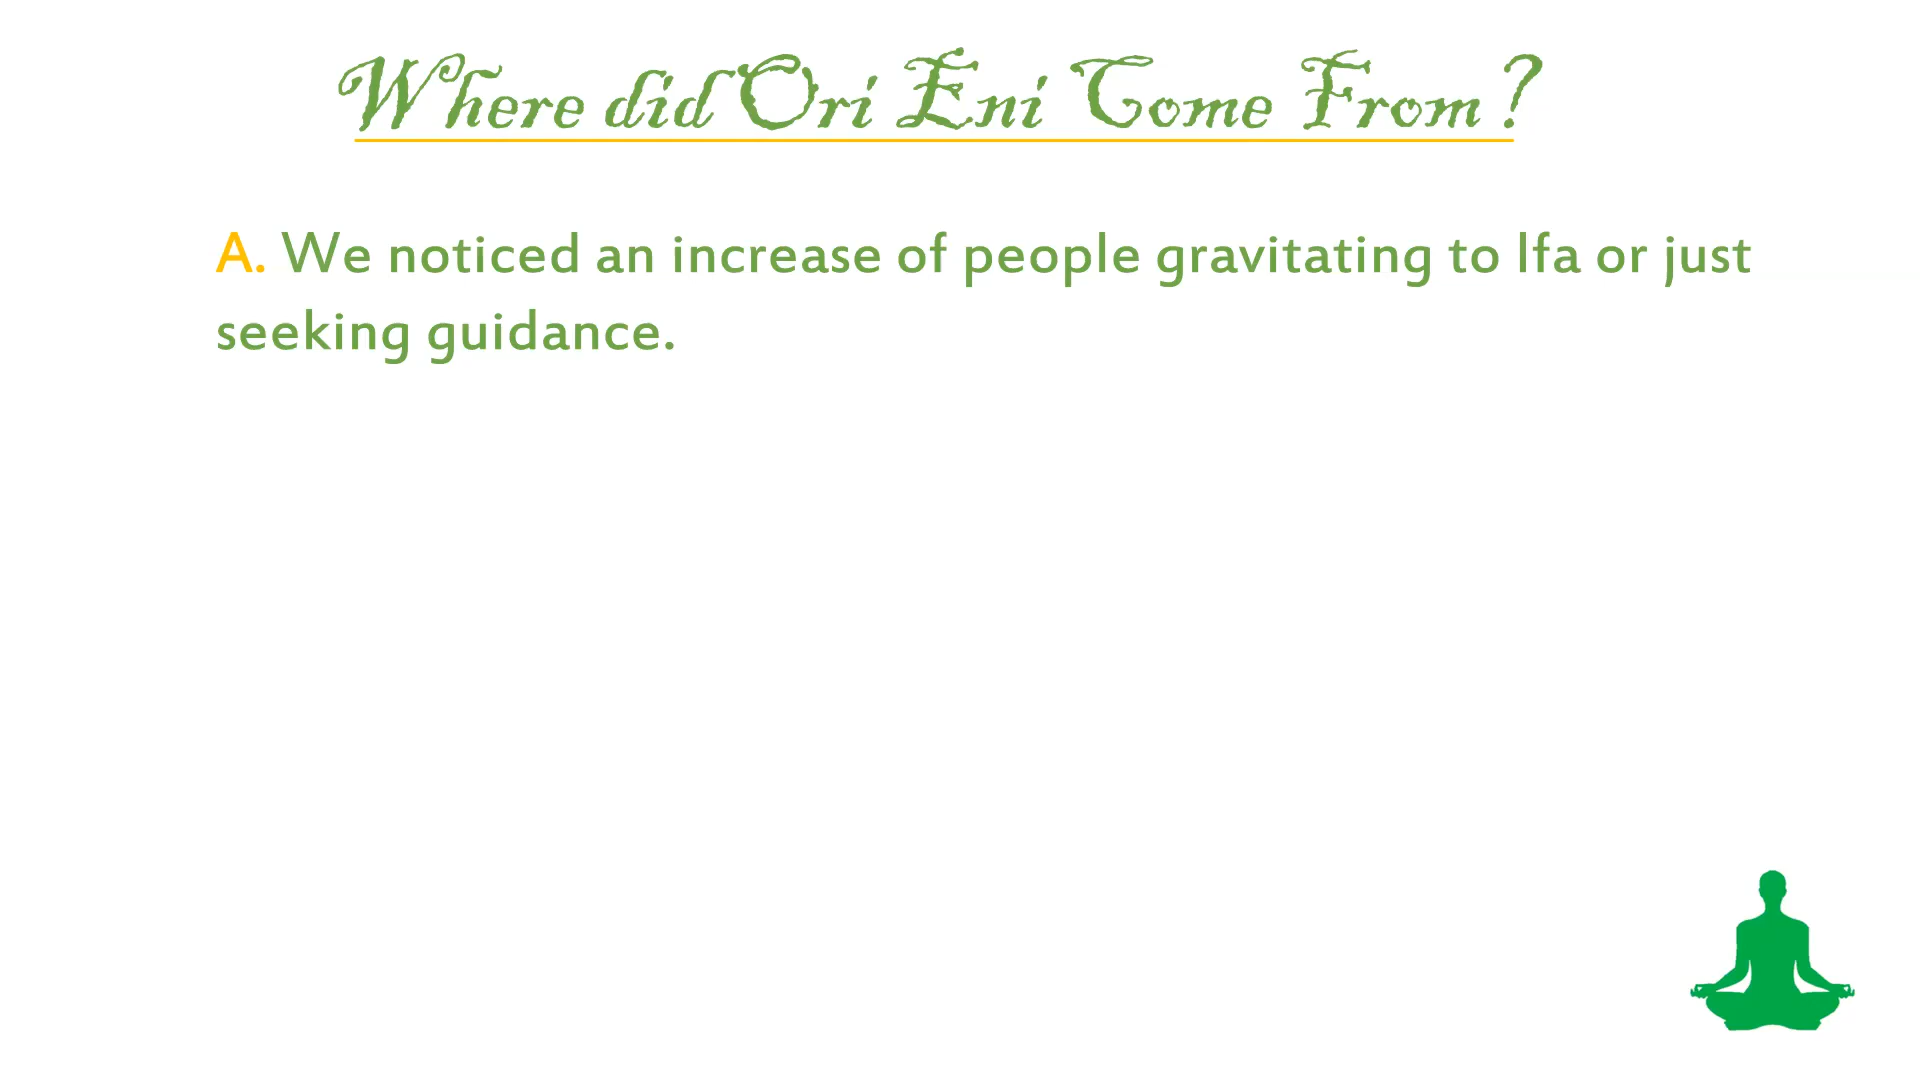 Where did Ori Eni Come From?
A. We noticed an increase of people gravitating to Ifa or just
seeking guidance.